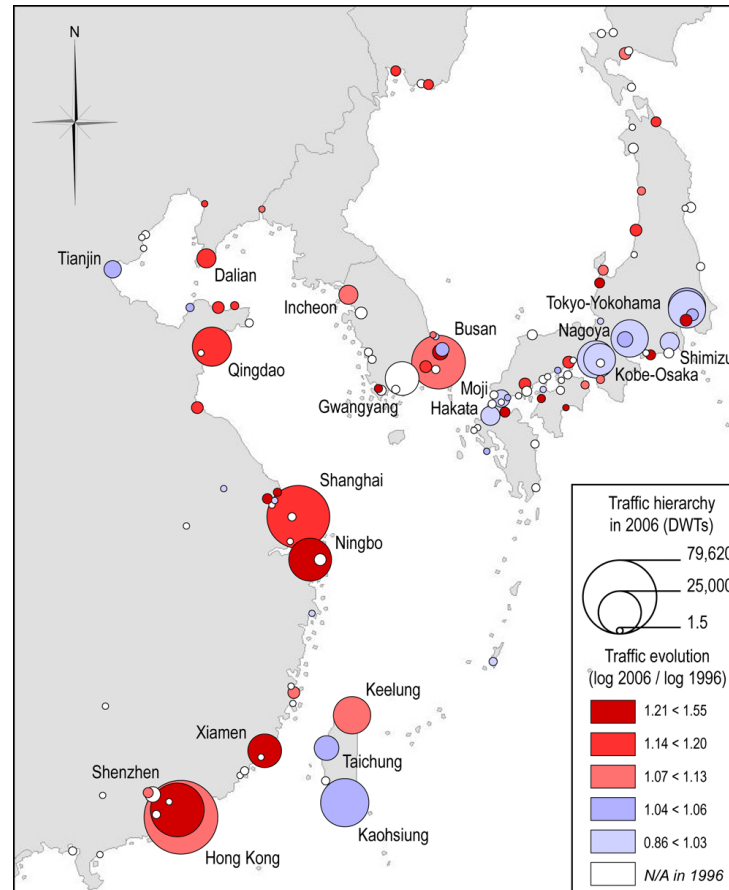 N
Tianjin
Dalian
Incheon
Qingdao
Busan
Gwangyang
Moji
Hakata
Tokyo-Yokohama
Nagoya
Shimizu
Kobe-Osaka
Shanghai
Ningbo
Keelung
Xiamen
Taichung
Shenzhen
Kaohsiung
Hong Kong
Traffic hierarchy
in 2006 (DWTs)
79,620
25,000
1.5
Traffic evolution
(log 2006 / log 1996)
1.21 < 1.55
1.14 < 1.20
1.07 < 1.13
1.04 < 1.06
0.86 < 1.03
N/A in 1996